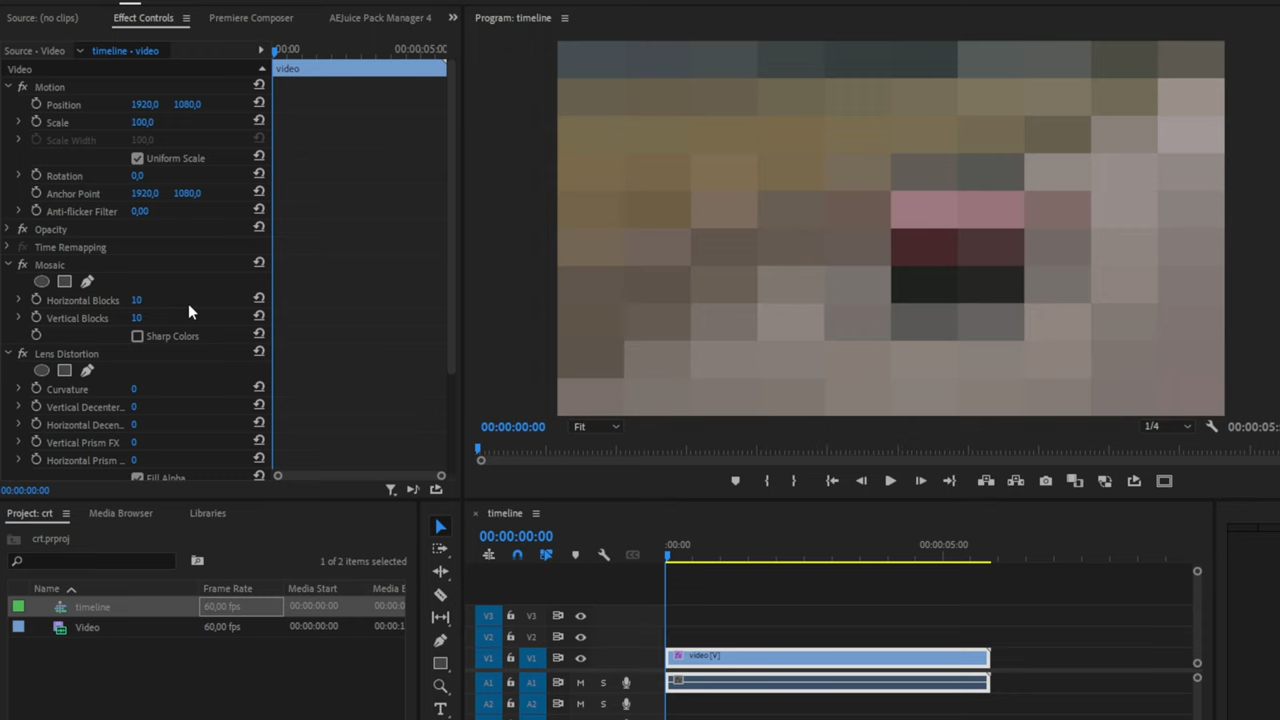 Source: (no clips) Effect Controls Premiere Composer AEJuice Pack Manager 4
Program: timeline
Source • Video timeline • video :00:00 00:00:05:00
Video video
Motion
Position 1920,0 1080,0
Scale 100,0
Scale Width 100,0
Uniform Scale
Rotation 0,0
Anchor Point 1920,0 1080,0
Anti-flicker Filter 0,00
Opacity
Time Remapping
Mosaic
Horizontal Blocks 10
Vertical Blocks 10
Sharp Colors
Lens Distortion
Curvature 0
Vertical Decenter... 0
Horizontal Decen... 0
Vertical Prism FX 0
Horizontal Prism ... 0
Fill Alpha
00:00:00:00
00:00:00:00 Fit 1/4 00:00:05:
Project: crt Media Browser Libraries
crt.prproj
1 of 2 items selected
Name Frame Rate Media Start Media E
timeline 60,00 fps 00:00:00:00 00:00:0
Video 60,00 fps 00:00:00:00 00:00:1
timeline
00:00:00:00
:00:00 00:00:05:00
V3 V3
V2 V2
V1 V1 video [V]
A1 A1 M S
A2 A2 M S